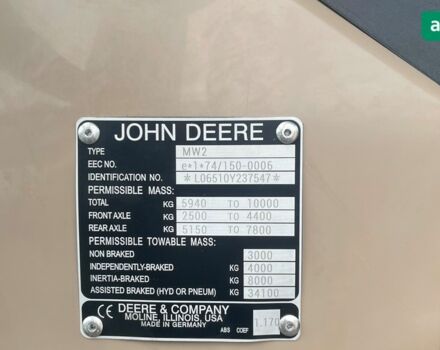 a
JOHN DEERE
TYPE MW2
EEC NO. e*1*74/150-0006
IDENTIFICATION NO. *L06510Y237547*
PERMISSIBLE MASS:
TOTAL KG 5940 TO 10000
FRONT AXLE KG 2500 TO 4400
REAR AXLE KG 5150 TO 7800
PERMISSIBLE TOWABLE MASS:
NON BRAKED 3000
INDEPENDENTLY-BRAKED KG 4000
INERTIA-BRAKED KG 8000
ASSISTED BRAKED (HYD OR PNEUM) KG 34100
CE DEERE & COMPANY
MOLINE, ILLINOIS, USA
MADE IN GERMANY ABS COEF 1.170